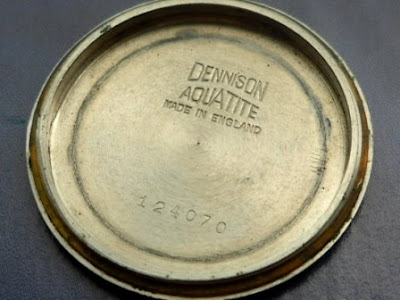 DENNISON
AQUATITE
MADE IN ENGLAND
124070